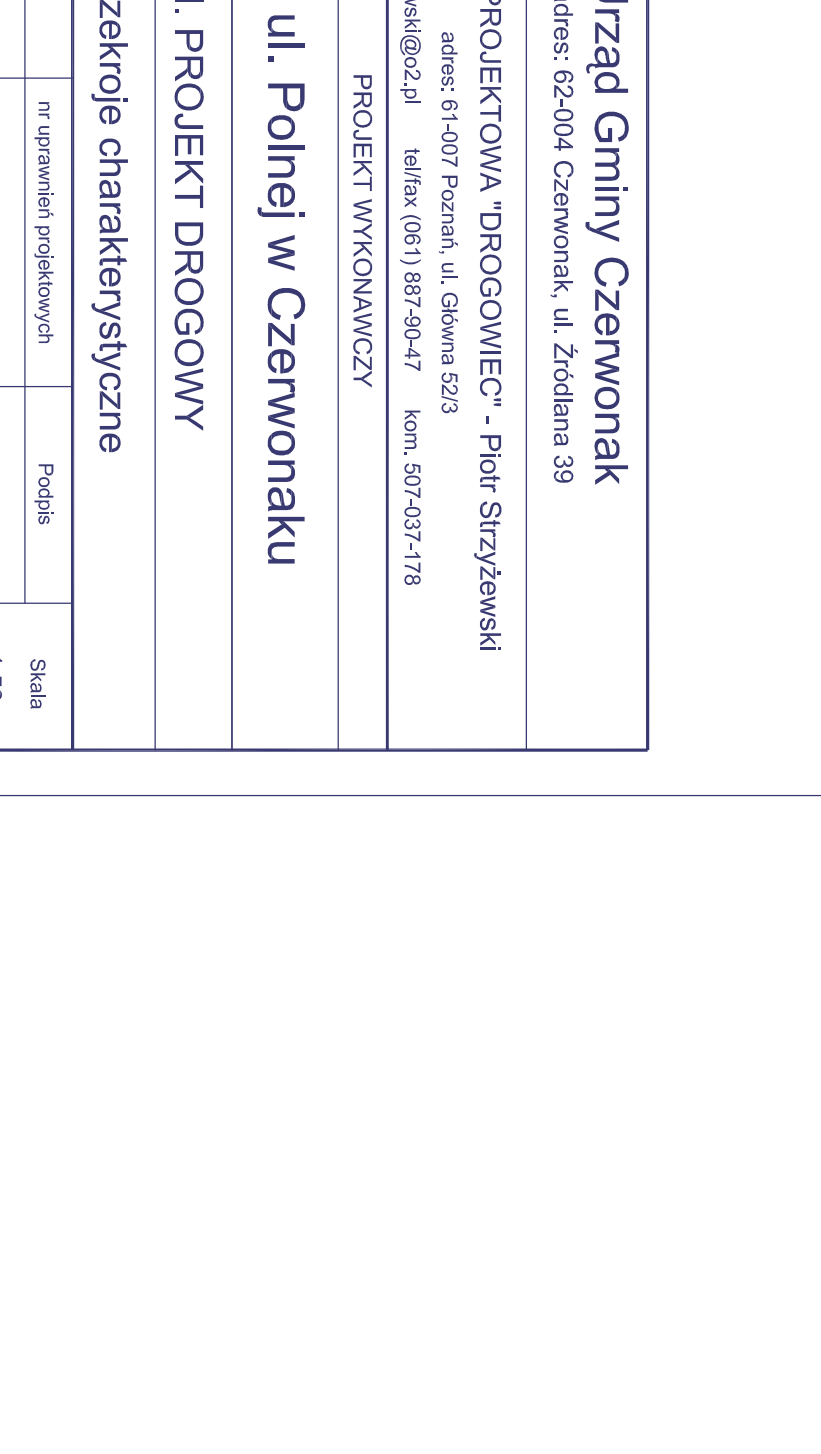 Urząd Gminy Czerwonak
adres: 62-004 Czerwonak, ul. Źródlana 39
PROJEKTOWA "DROGOWIEC" - Piotr Strzyżewski
adres: 61-007 Poznań, ul. Główna 52/3
wski@o2.pl tel/fax (061) 887-90-47 kom. 507-037-178
PROJEKT WYKONAWCZY
ul. Polnej w Czerwonaku
I. PROJEKT DROGOWY
zekroje charakterystyczne
nr uprawnień projektowych Podpis Skala